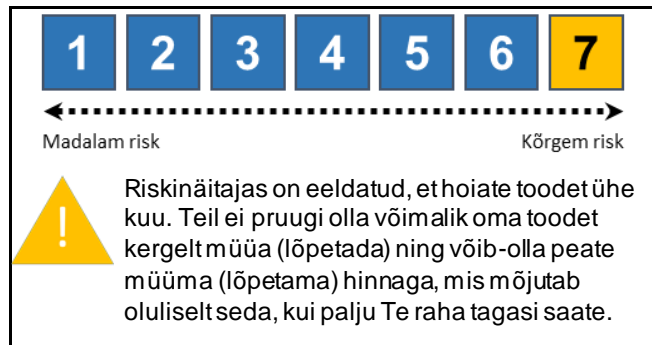 1 2 3 4 5 6 7
Madalam risk Kõrgem risk
!
Riskinäitajas on eeldatud, et hoiate toodet ühe
kuu. Teil ei pruugi olla võimalik oma toodet
kergelt müüa (lõpetada) ning võib-olla peate
müüma (lõpetama) hinnaga, mis mõjutab
oluliselt seda, kui palju Te raha tagasi saate.